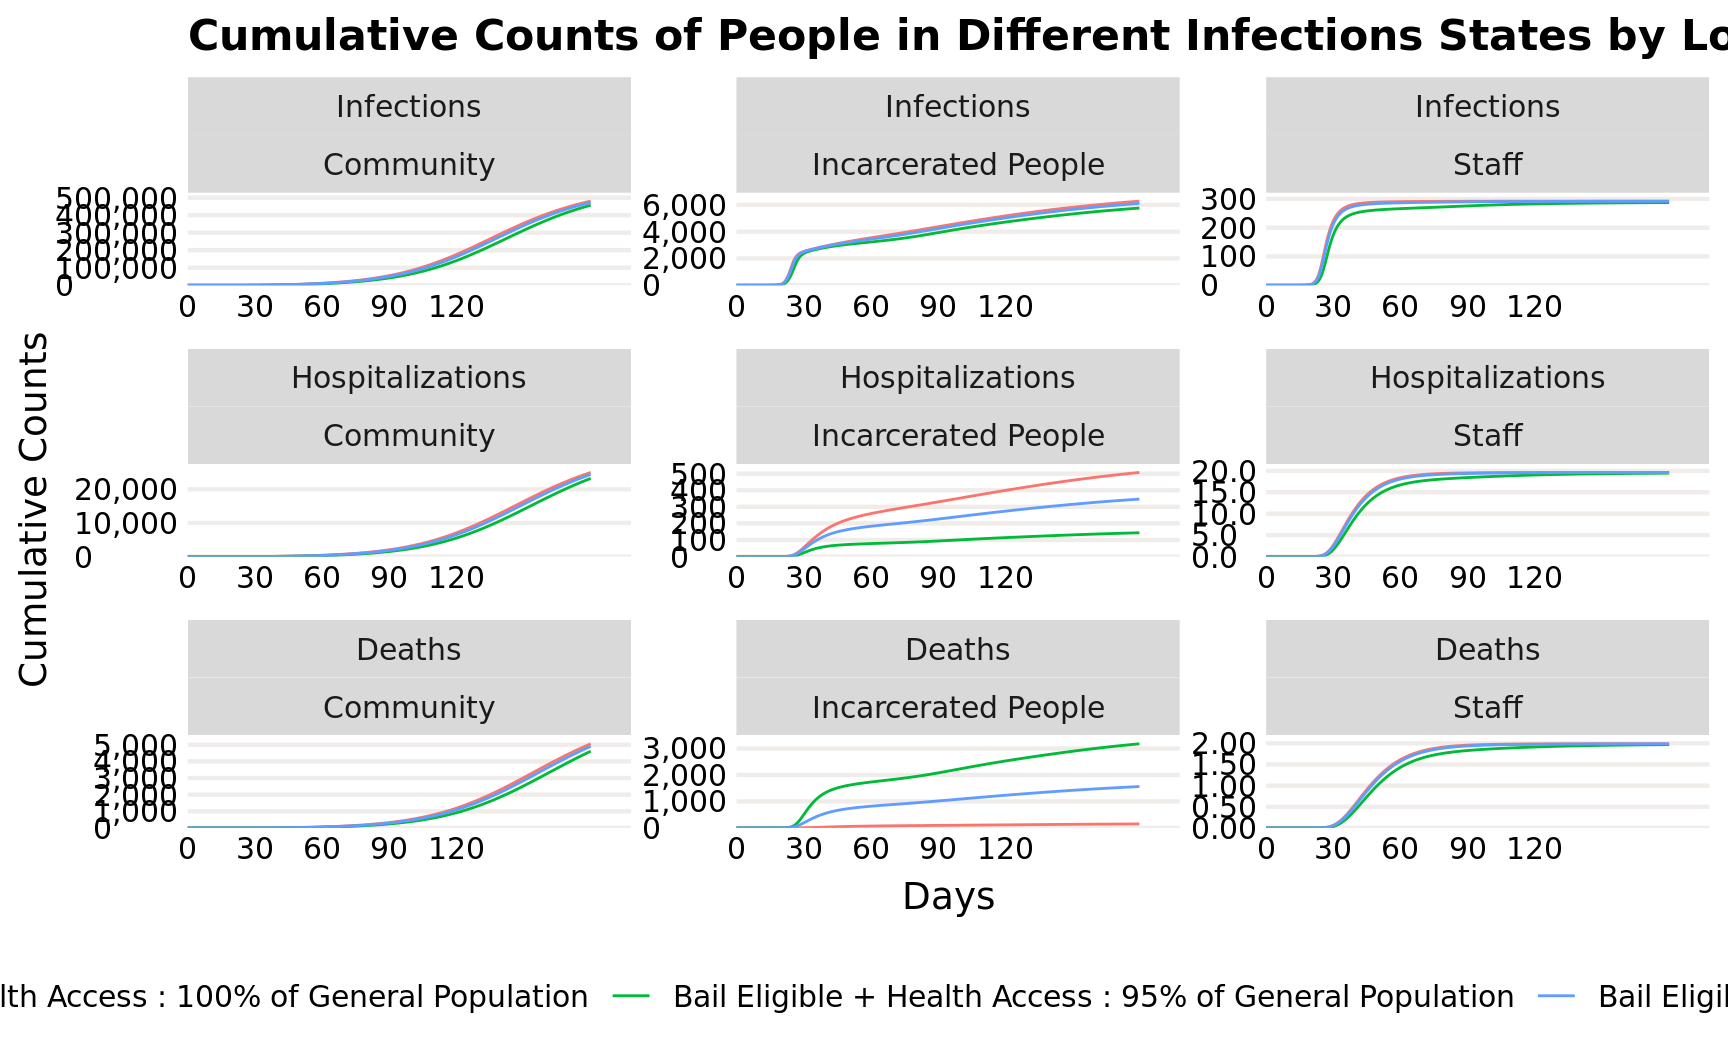 Cumulative Counts of People in Different Infections States by Lo
Infections
Community
500,000
400,000
300,000
200,000
100,000
0
0 30 60 90 120
Infections
Incarcerated People
6,000
4,000
2,000
0
0 30 60 90 120
Infections
Staff
300
200
100
0
0 30 60 90 120
Hospitalizations
Community
20,000
10,000
0
0 30 60 90 120
Hospitalizations
Incarcerated People
500
400
300
200
100
0
0 30 60 90 120
Hospitalizations
Staff
20.0
15.0
10.0
5.0
0.0
0 30 60 90 120
Deaths
Community
5,000
4,000
3,000
2,000
1,000
0
0 30 60 90 120
Deaths
Incarcerated People
3,000
2,000
1,000
0
0 30 60 90 120
Deaths
Staff
2.00
1.50
1.00
0.50
0.00
0 30 60 90 120
Cumulative Counts
Days
lth Access : 100% of General Population Bail Eligible + Health Access : 95% of General Population Bail Eligi